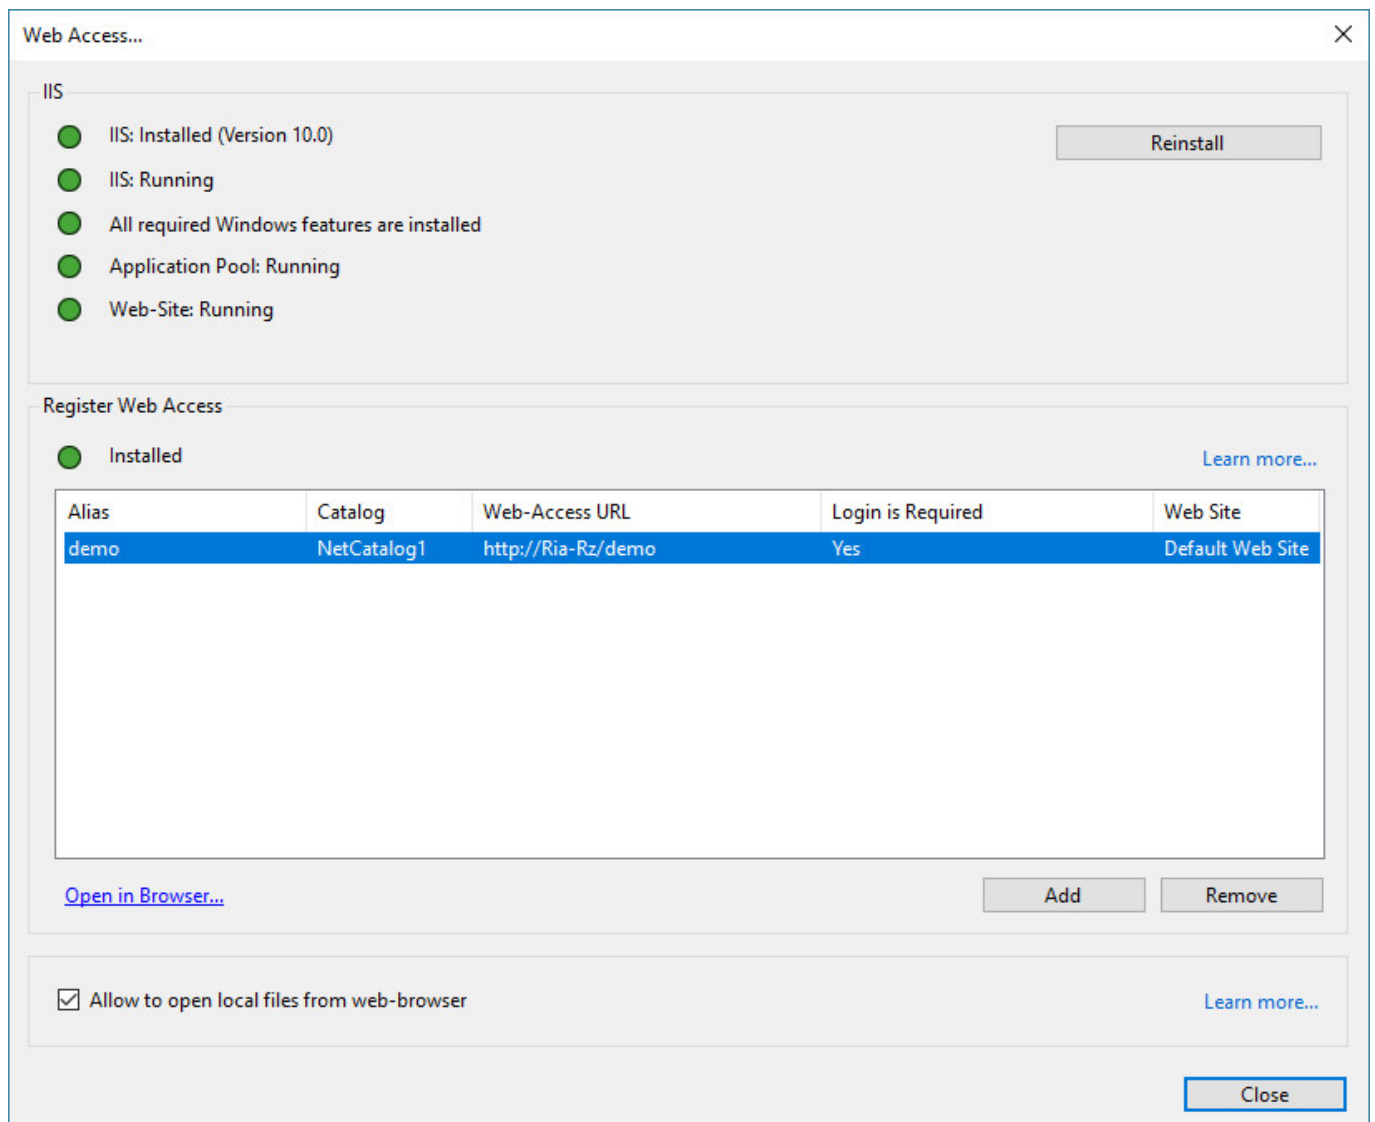 Web Access...
IIS
IIS: Installed (Version 10.0)
Reinstall
IIS: Running
All required Windows features are installed
Application Pool: Running
Web-Site: Running
Register Web Access
Installed
Learn more...
Alias Catalog Web-Access URL Login is Required Web Site
demo NetCatalog1 http://Ria-Rz/demo Yes Default Web Site
Open in Browser... Add Remove
Allow to open local files from web-browser Learn more...
Close